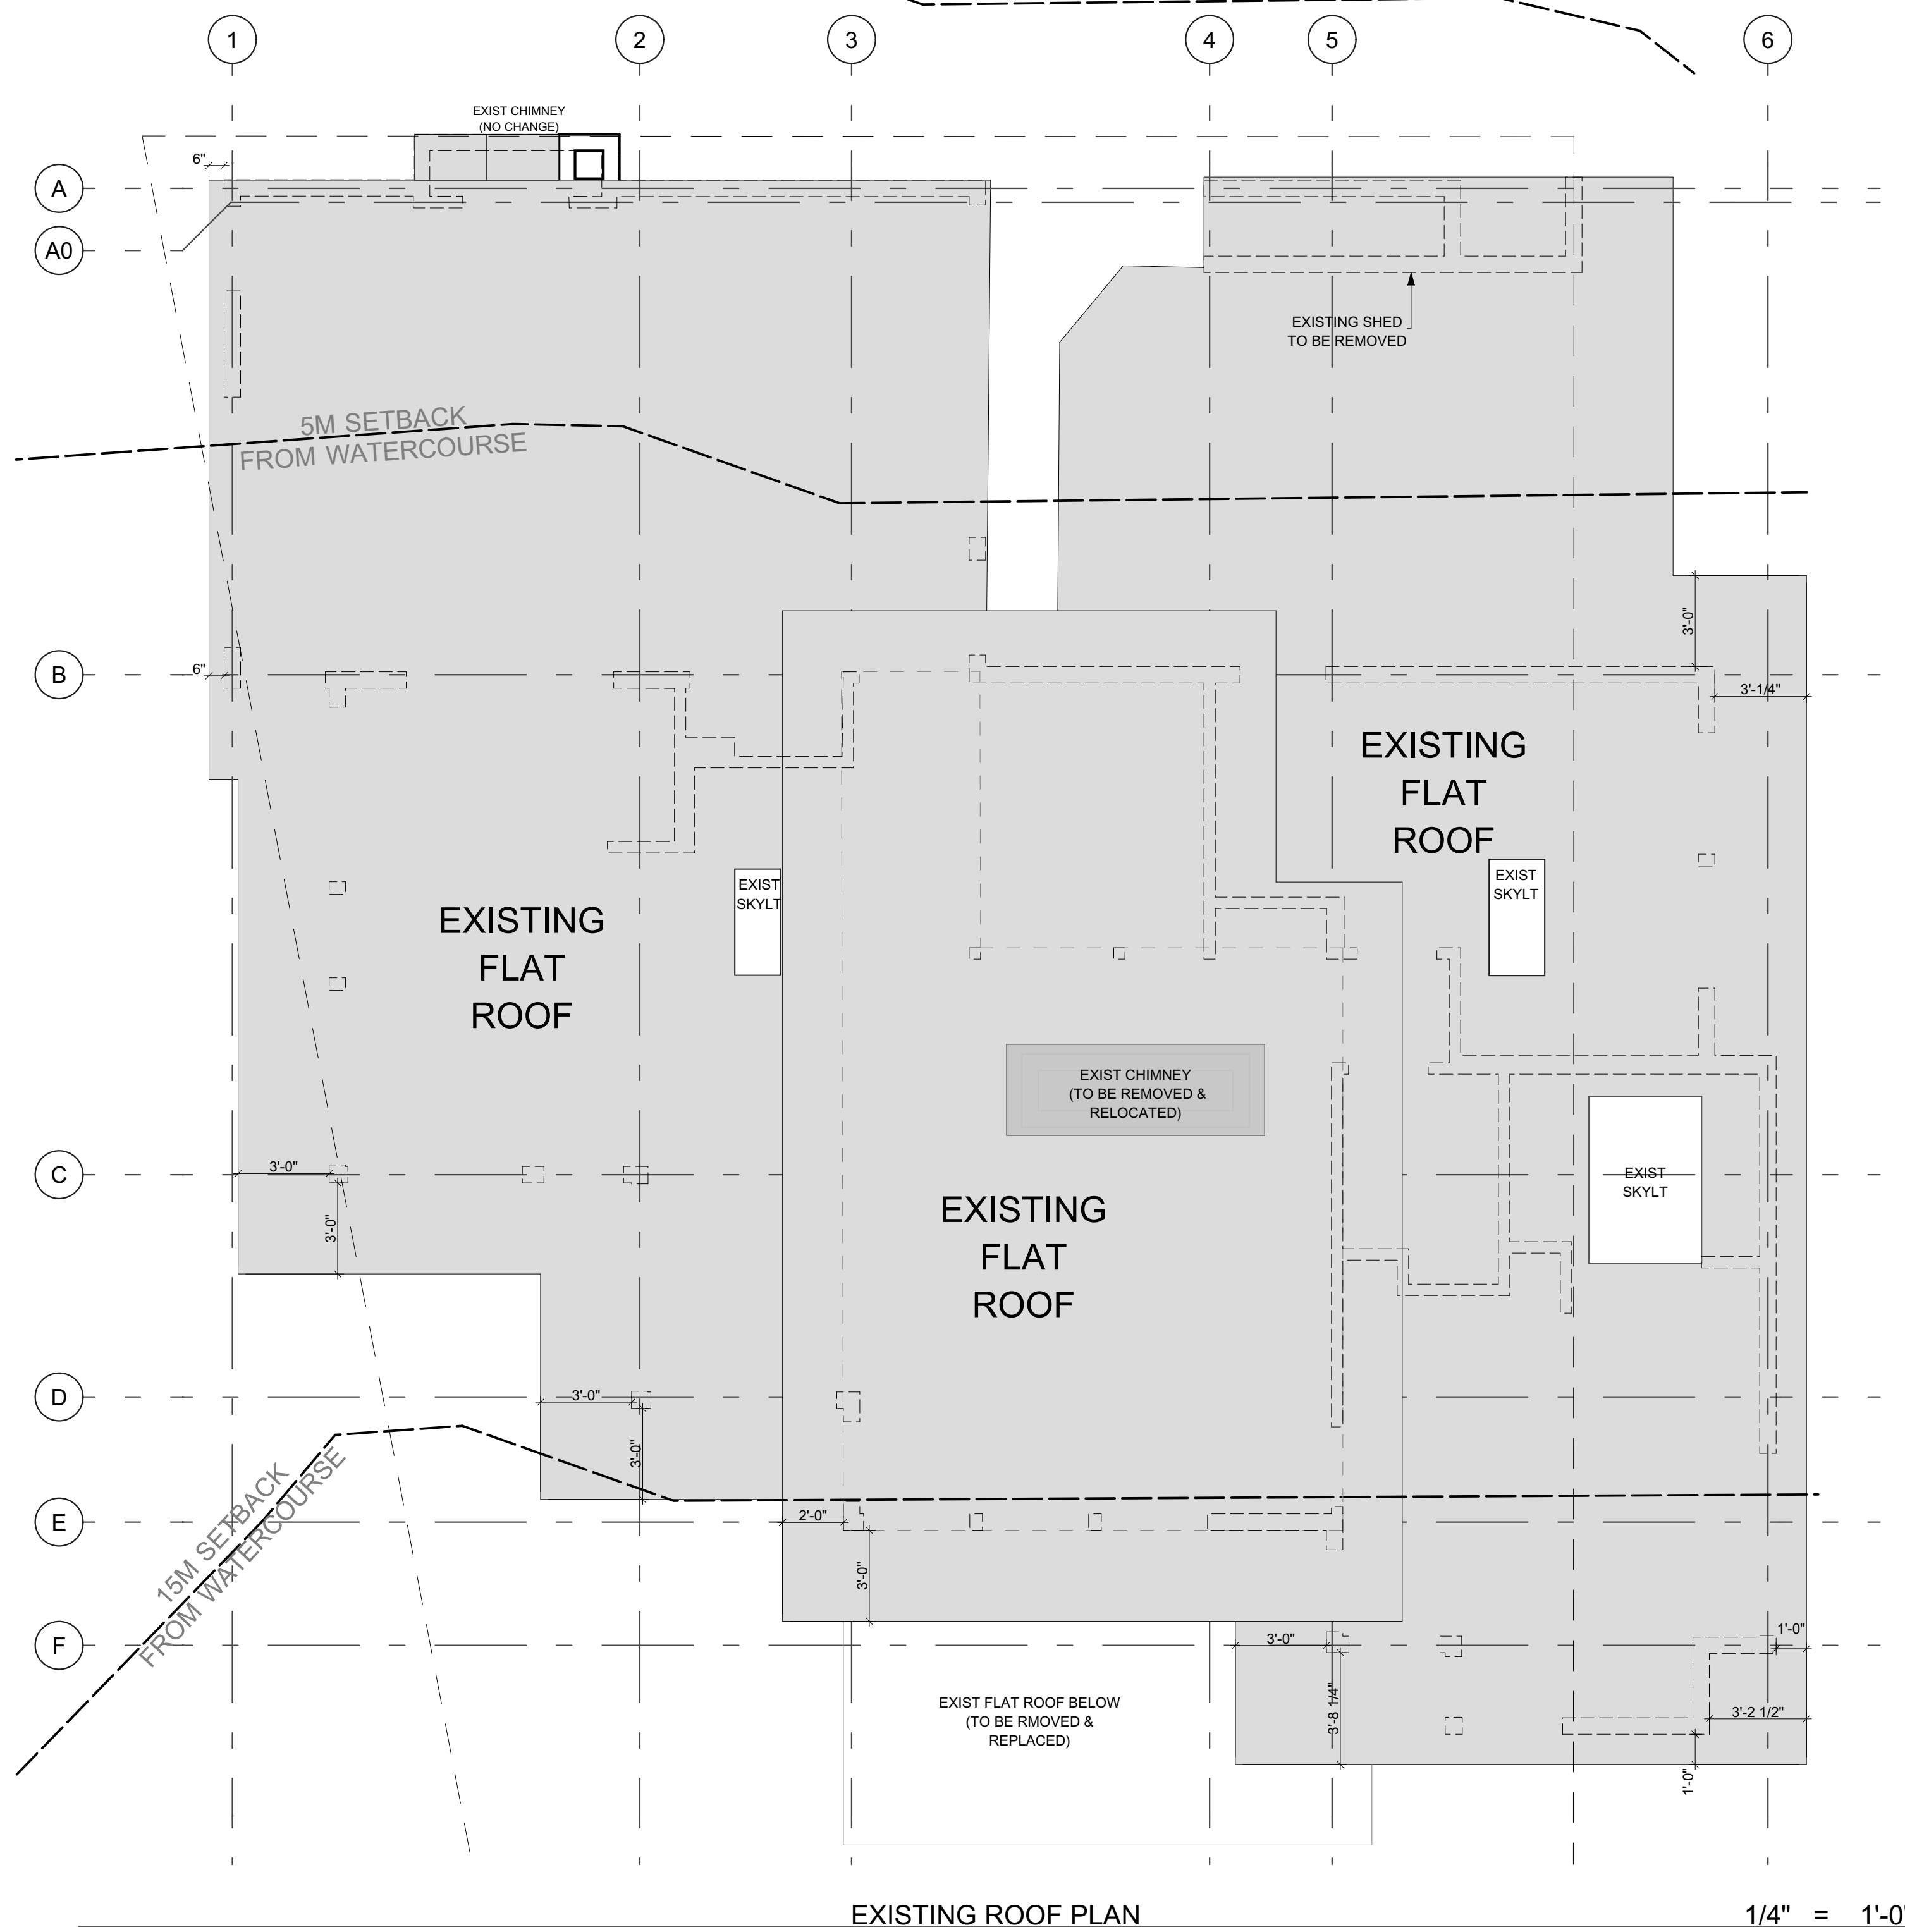 1
2
3
4
5
6
EXIST CHIMNEY
(NO CHANGE)
6"
A
A0
EXISTING SHED
TO BE REMOVED
5M SETBACK
FROM WATERCOURSE
3'-0"
6"
B
3'-1/4"
EXISTING
FLAT
ROOF
EXIST
SKYLT
EXIST
SKYLT
EXISTING
FLAT
ROOF
EXIST CHIMNEY
(TO BE REMOVED &
RELOCATED)
C
3'-0"
3'-0"
EXIST
SKYLT
EXISTING
FLAT
ROOF
D
3'-0"
3'-0"
15M SETBACK
FROM WATERCOURSE
E
2'-0"
3'-0"
F
3'-0"
1'-0"
3'-8 1/4"
EXIST FLAT ROOF BELOW
(TO BE RMOVED &
REPLACED)
3'-2 1/2"
1'-0"
EXISTING ROOF PLAN
1/4" = 1'-0"